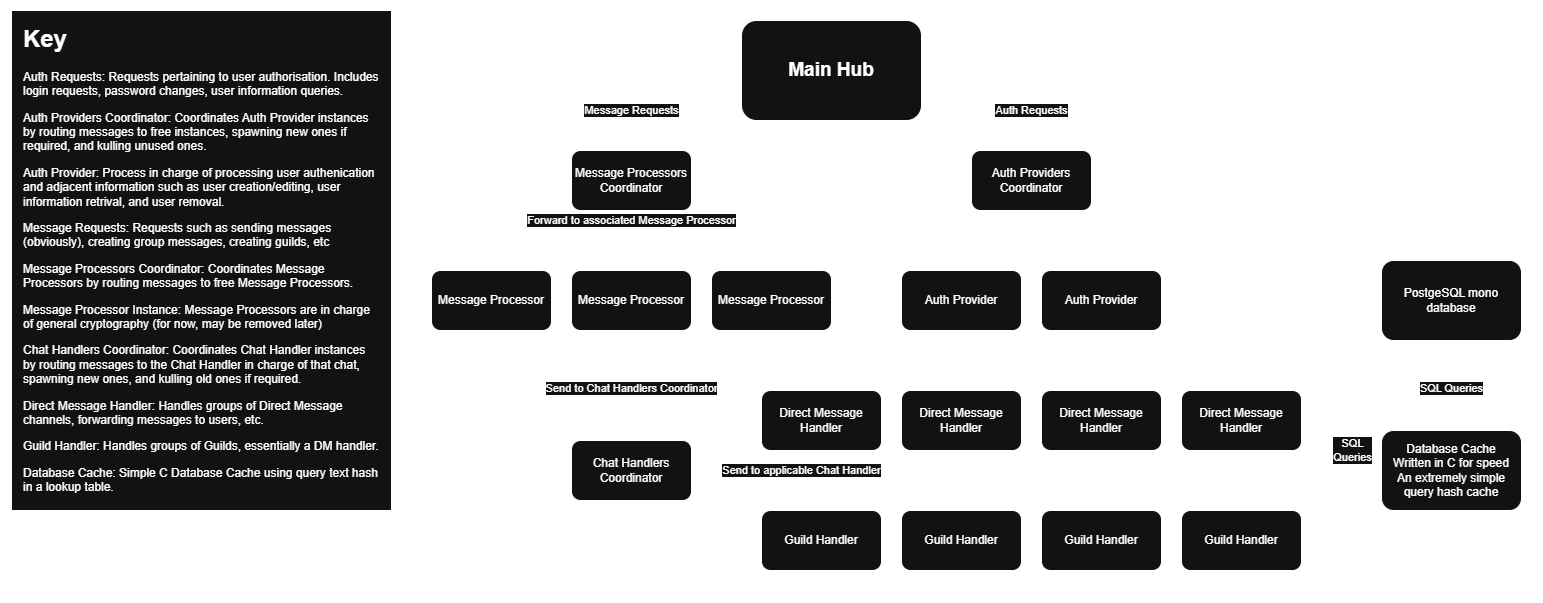 Key
Auth Requests: Requests pertaining to user authorisation. Includes
login requests, password changes, user information queries.
Auth Providers Coordinator: Coordinates Auth Provider instances
by routing messages to free instances, spawning new ones if
required, and kulling unused ones.
Auth Provider: Process in charge of processing user authenication
and adjacent information such as user creation/editing, user
information retrival, and user removal.
Message Requests: Requests such as sending messages
(obviously), creating group messages, creating guilds, etc
Message Processors Coordinator: Coordinates Message
Processors by routing messages to free Message Processors.
Message Processor Instance: Message Processors are in charge
of general cryptography (for now, may be removed later)
Chat Handlers Coordinator: Coordinates Chat Handler instances
by routing messages to the Chat Handler in charge of that chat,
spawning new ones, and kulling old ones if required.
Direct Message Handler: Handles groups of Direct Message
channels, forwarding messages to users, etc.
Guild Handler: Handles groups of Guilds, essentially a DM handler.
Database Cache: Simple C Database Cache using query text hash
in a lookup table.
Main Hub
Message Requests
Auth Requests
Message Processors
Coordinator
Auth Providers
Coordinator
Forward to associated Message Processor
Message Processor
Message Processor
Message Processor
Auth Provider
Auth Provider
PostgeSQL mono
database
Send to Chat Handlers Coordinator
SQL Queries
Direct Message
Handler
Direct Message
Handler
Direct Message
Handler
Direct Message
Handler
Chat Handlers
Coordinator
Send to applicable Chat Handler
SQL
Queries
Database Cache
Written in C for speed
An extremely simple
query hash cache
Guild Handler
Guild Handler
Guild Handler
Guild Handler